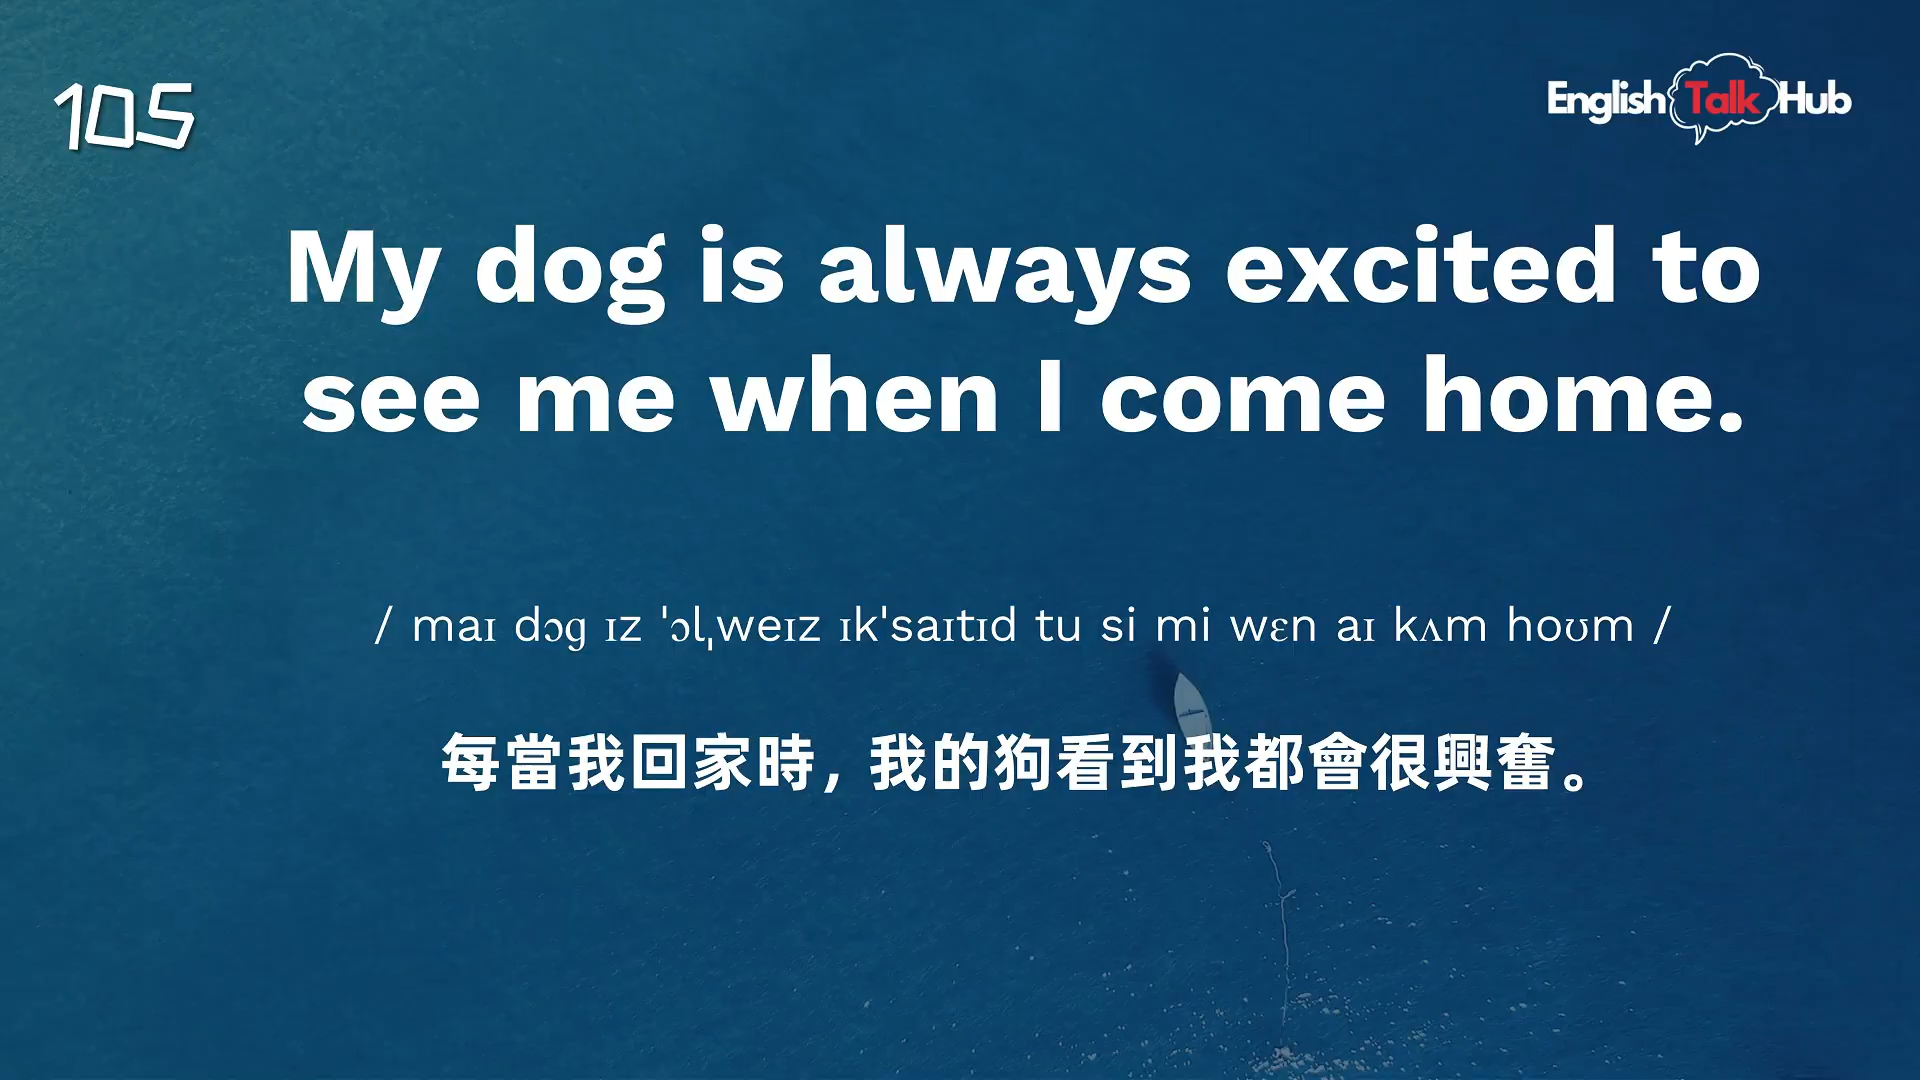 105
English Talk Hub
My dog is always excited to
see me when I come home.
/ maɪ dɔg ɪz 'ɔl,weɪz ɪk'saɪtɪd tu si mi wɛn aɪ kʌm hoʊm /
每當我回家時，我的狗看到我都會很興奮。